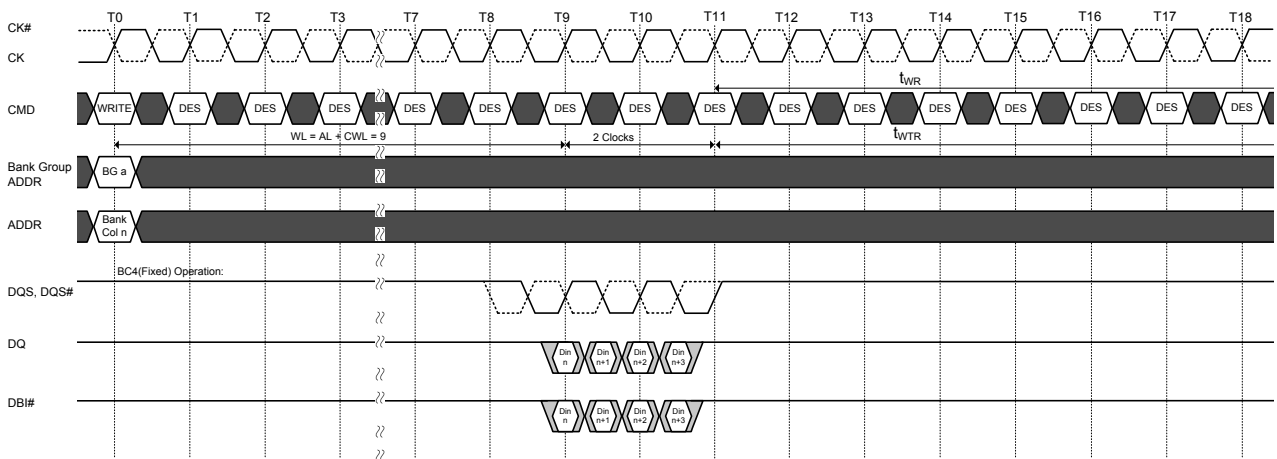 T0 T1 T2 T3 T7 T8 T9 T10 T11 T12 T13 T14 T15 T16 T17 T18
CK#
CK
tWR
CMD WRITE DES DES DES DES DES DES DES DES DES DES DES DES DES DES DES
WL = AL + CWL = 9 2 Clocks tWTR
Bank Group
ADDR
BG a
ADDR
Bank
Col n
BC4(Fixed) Operation:
DQS, DQS#
DQ
Din Din Din Din
n n+1 n+2 n+3
DBI#
Din Din Din Din
n n+1 n+2 n+3